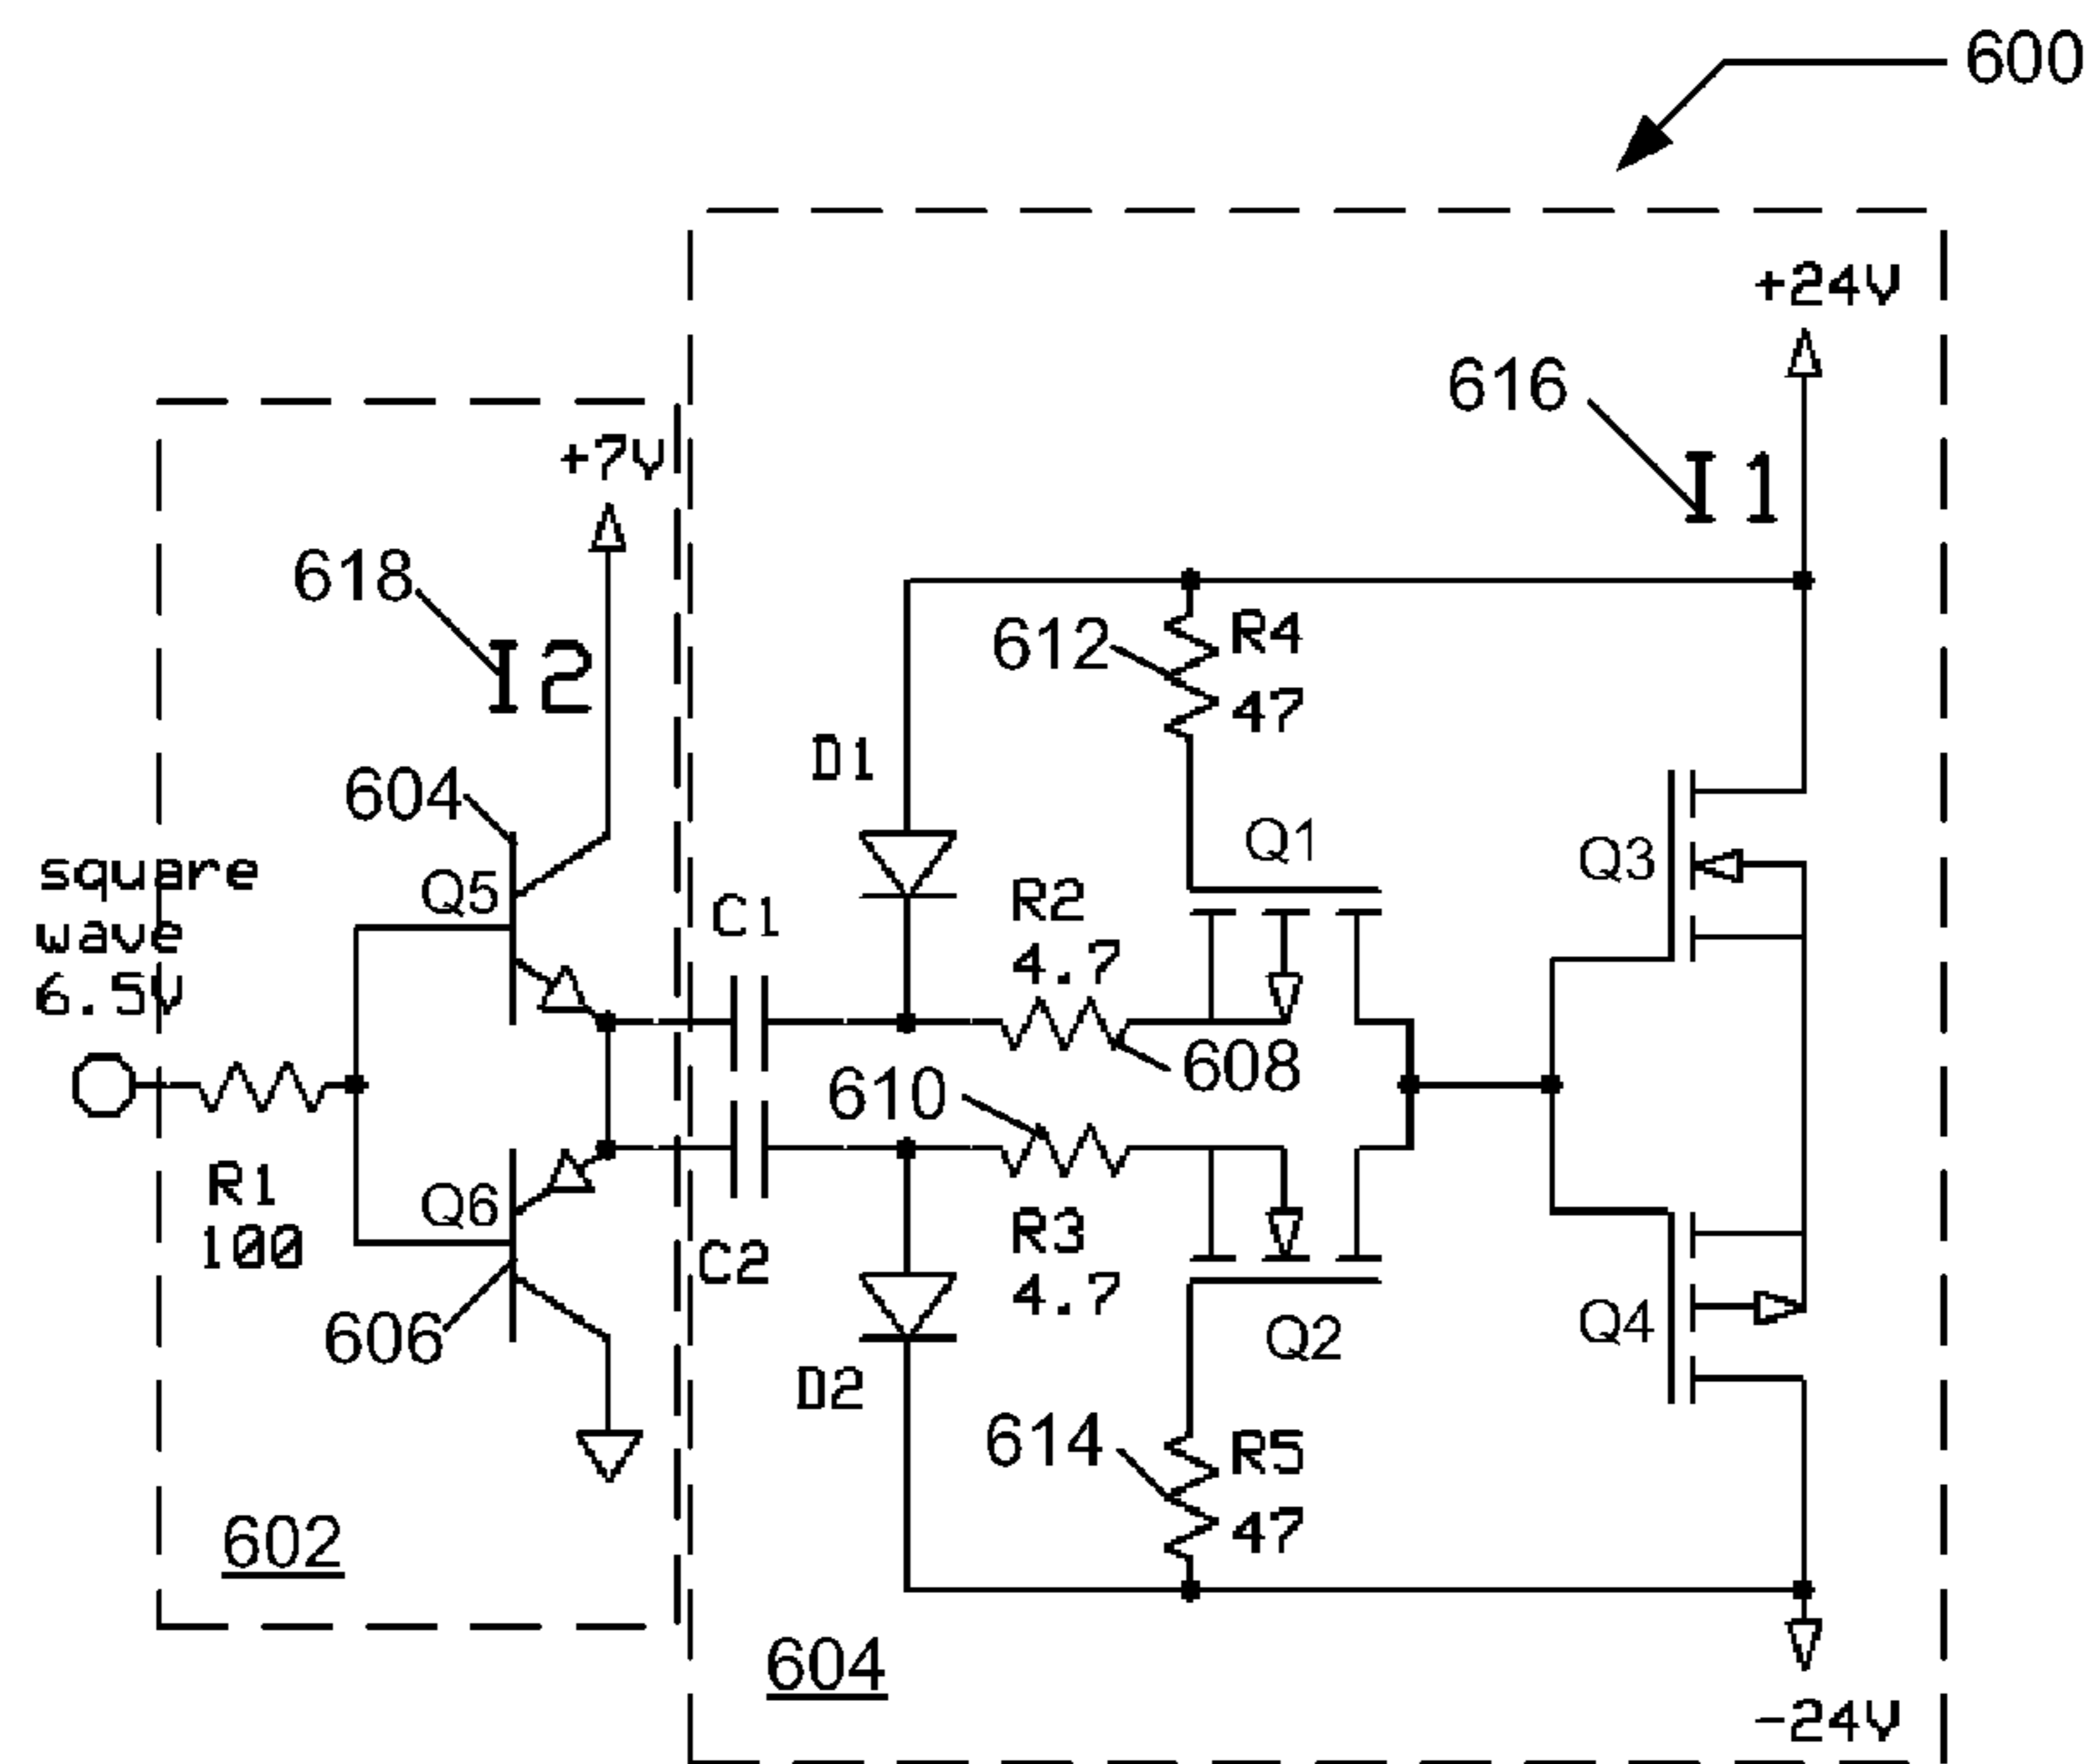 600
+24V
616
I1
+7V
618
I2
612
R4
47
D1
604
Q1
Q3
square
wave
6.5V
Q5
C1
R2
4.7
608
610
R1
100
Q6
C2
R3
4.7
Q2
Q4
606
D2
614
R5
47
602
604
-24V